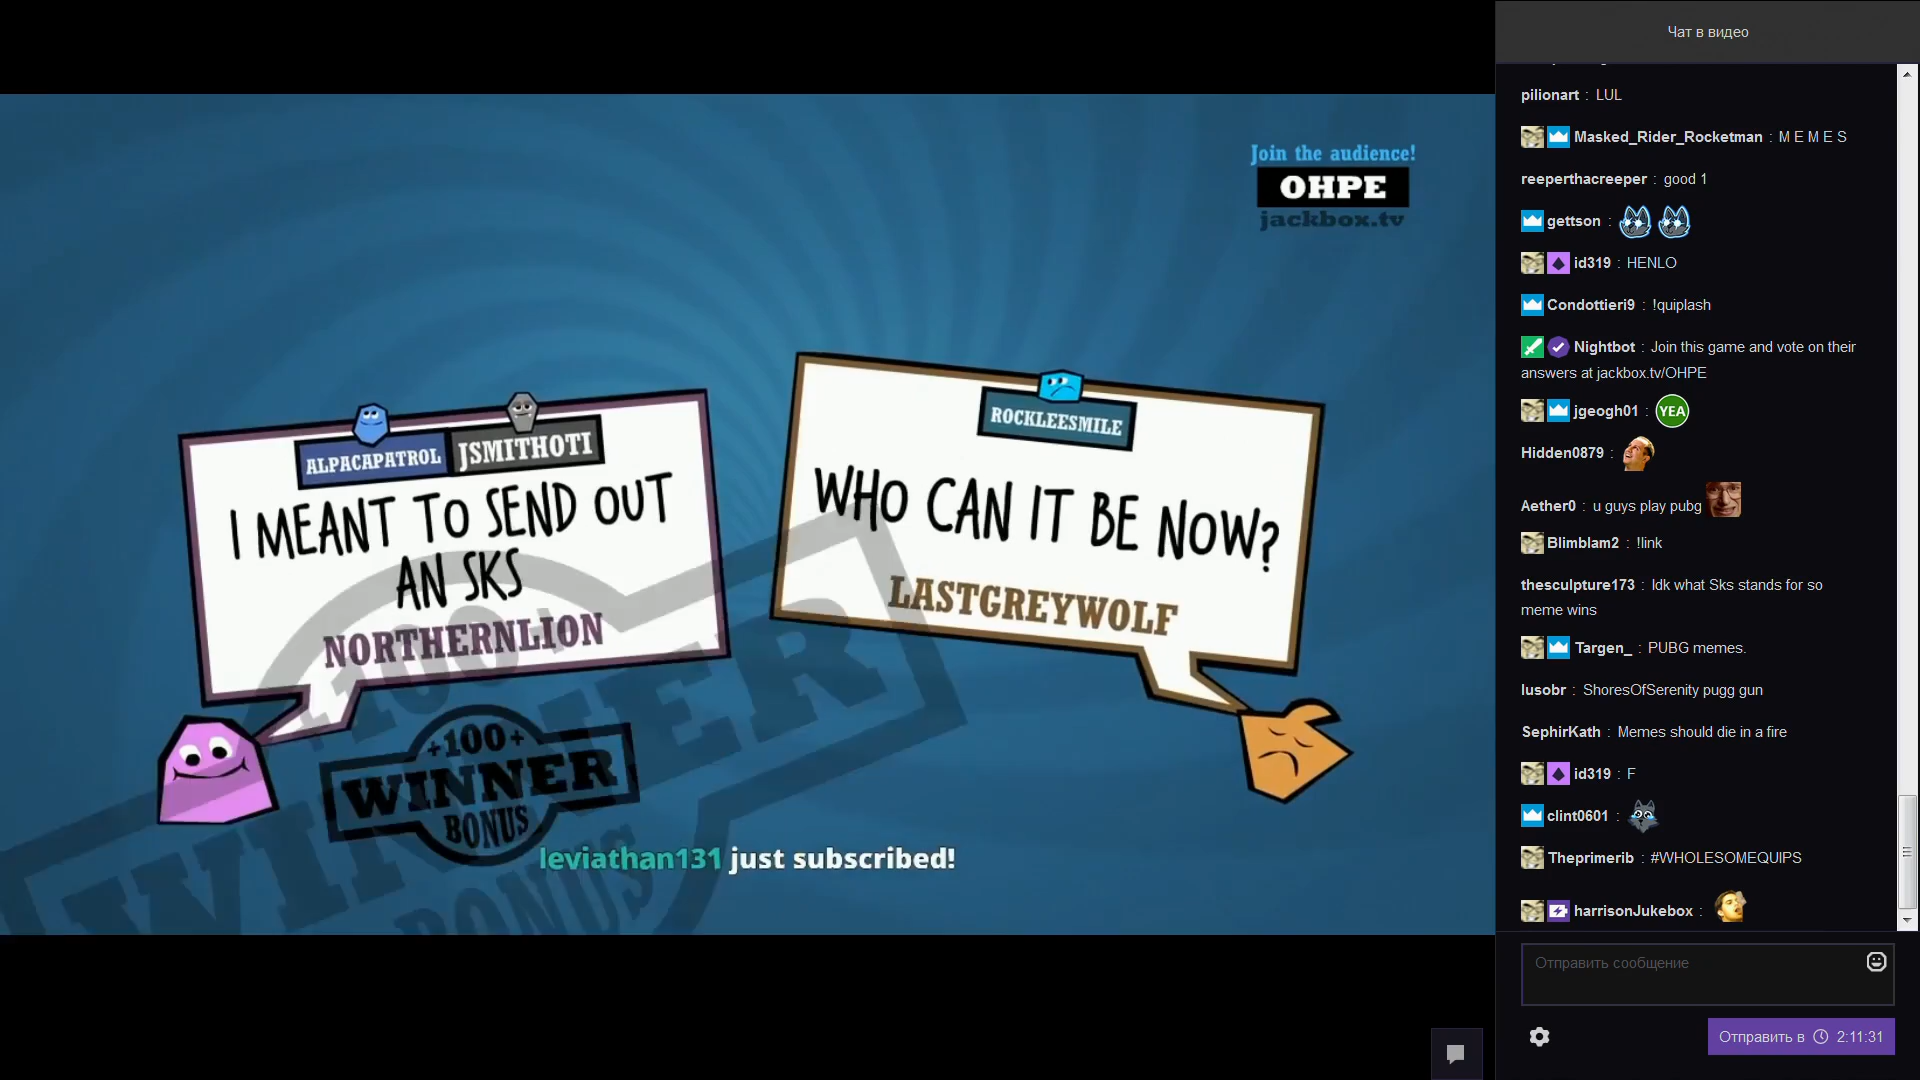 Join the audience!
OHPE
jackbox.tv
ALPACAPATROL
JSMITHOTI
I MEANT TO SEND OUT
AN SKS
NORTHERNLION
ROCKLEESMILE
WHO CAN IT BE NOW?
LASTGREYWOLF
+100+
WINNER
BONUS
+100+
WINNER
BONUS
leviathan131 just subscribed!
Чат в видео
pilionart : LUL
Masked_Rider_Rocketman : M E M E S
reeperthacreeper : good 1
gettson :
id319 : HENLO
Condottieri9 : !quiplash
Nightbot : Join this game and vote on their
answers at jackbox.tv/OHPE
jgeogh01 : YEA
Hidden0879 :
Aether0 : u guys play pubg
Blimblam2 : !link
thesculpture173 : Idk what Sks stands for so
meme wins
Targen_ : PUBG memes.
lusobr : ShoresOfSerenity pugg gun
SephirKath : Memes should die in a fire
id319 : F
clint0601 :
Theprimerib : #WHOLESOMEQUIPS
harrisonJukebox :
Отправить сообщение
Отправить в 2:11:31